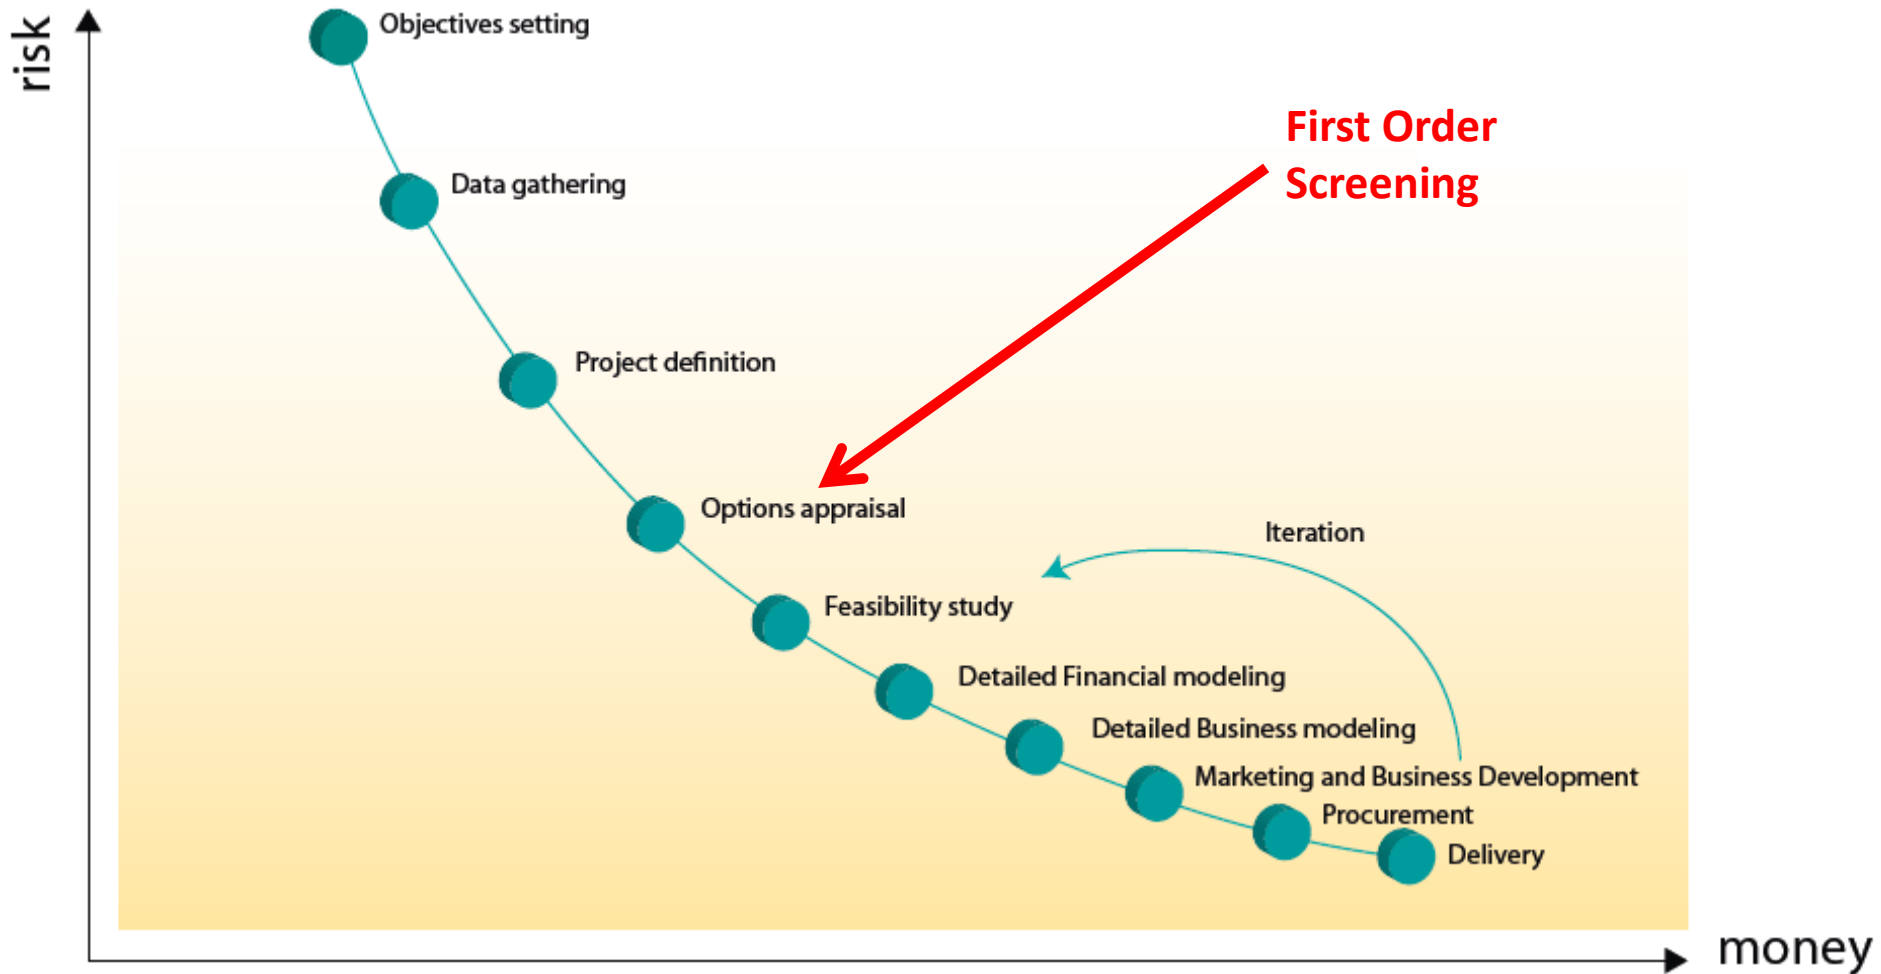 risk
Objectives setting
First Order
Screening
Data gathering
Project definition
Options appraisal
Iteration
Feasibility study
Detailed Financial modeling
Detailed Business modeling
Marketing and Business Development
Procurement
Delivery
money